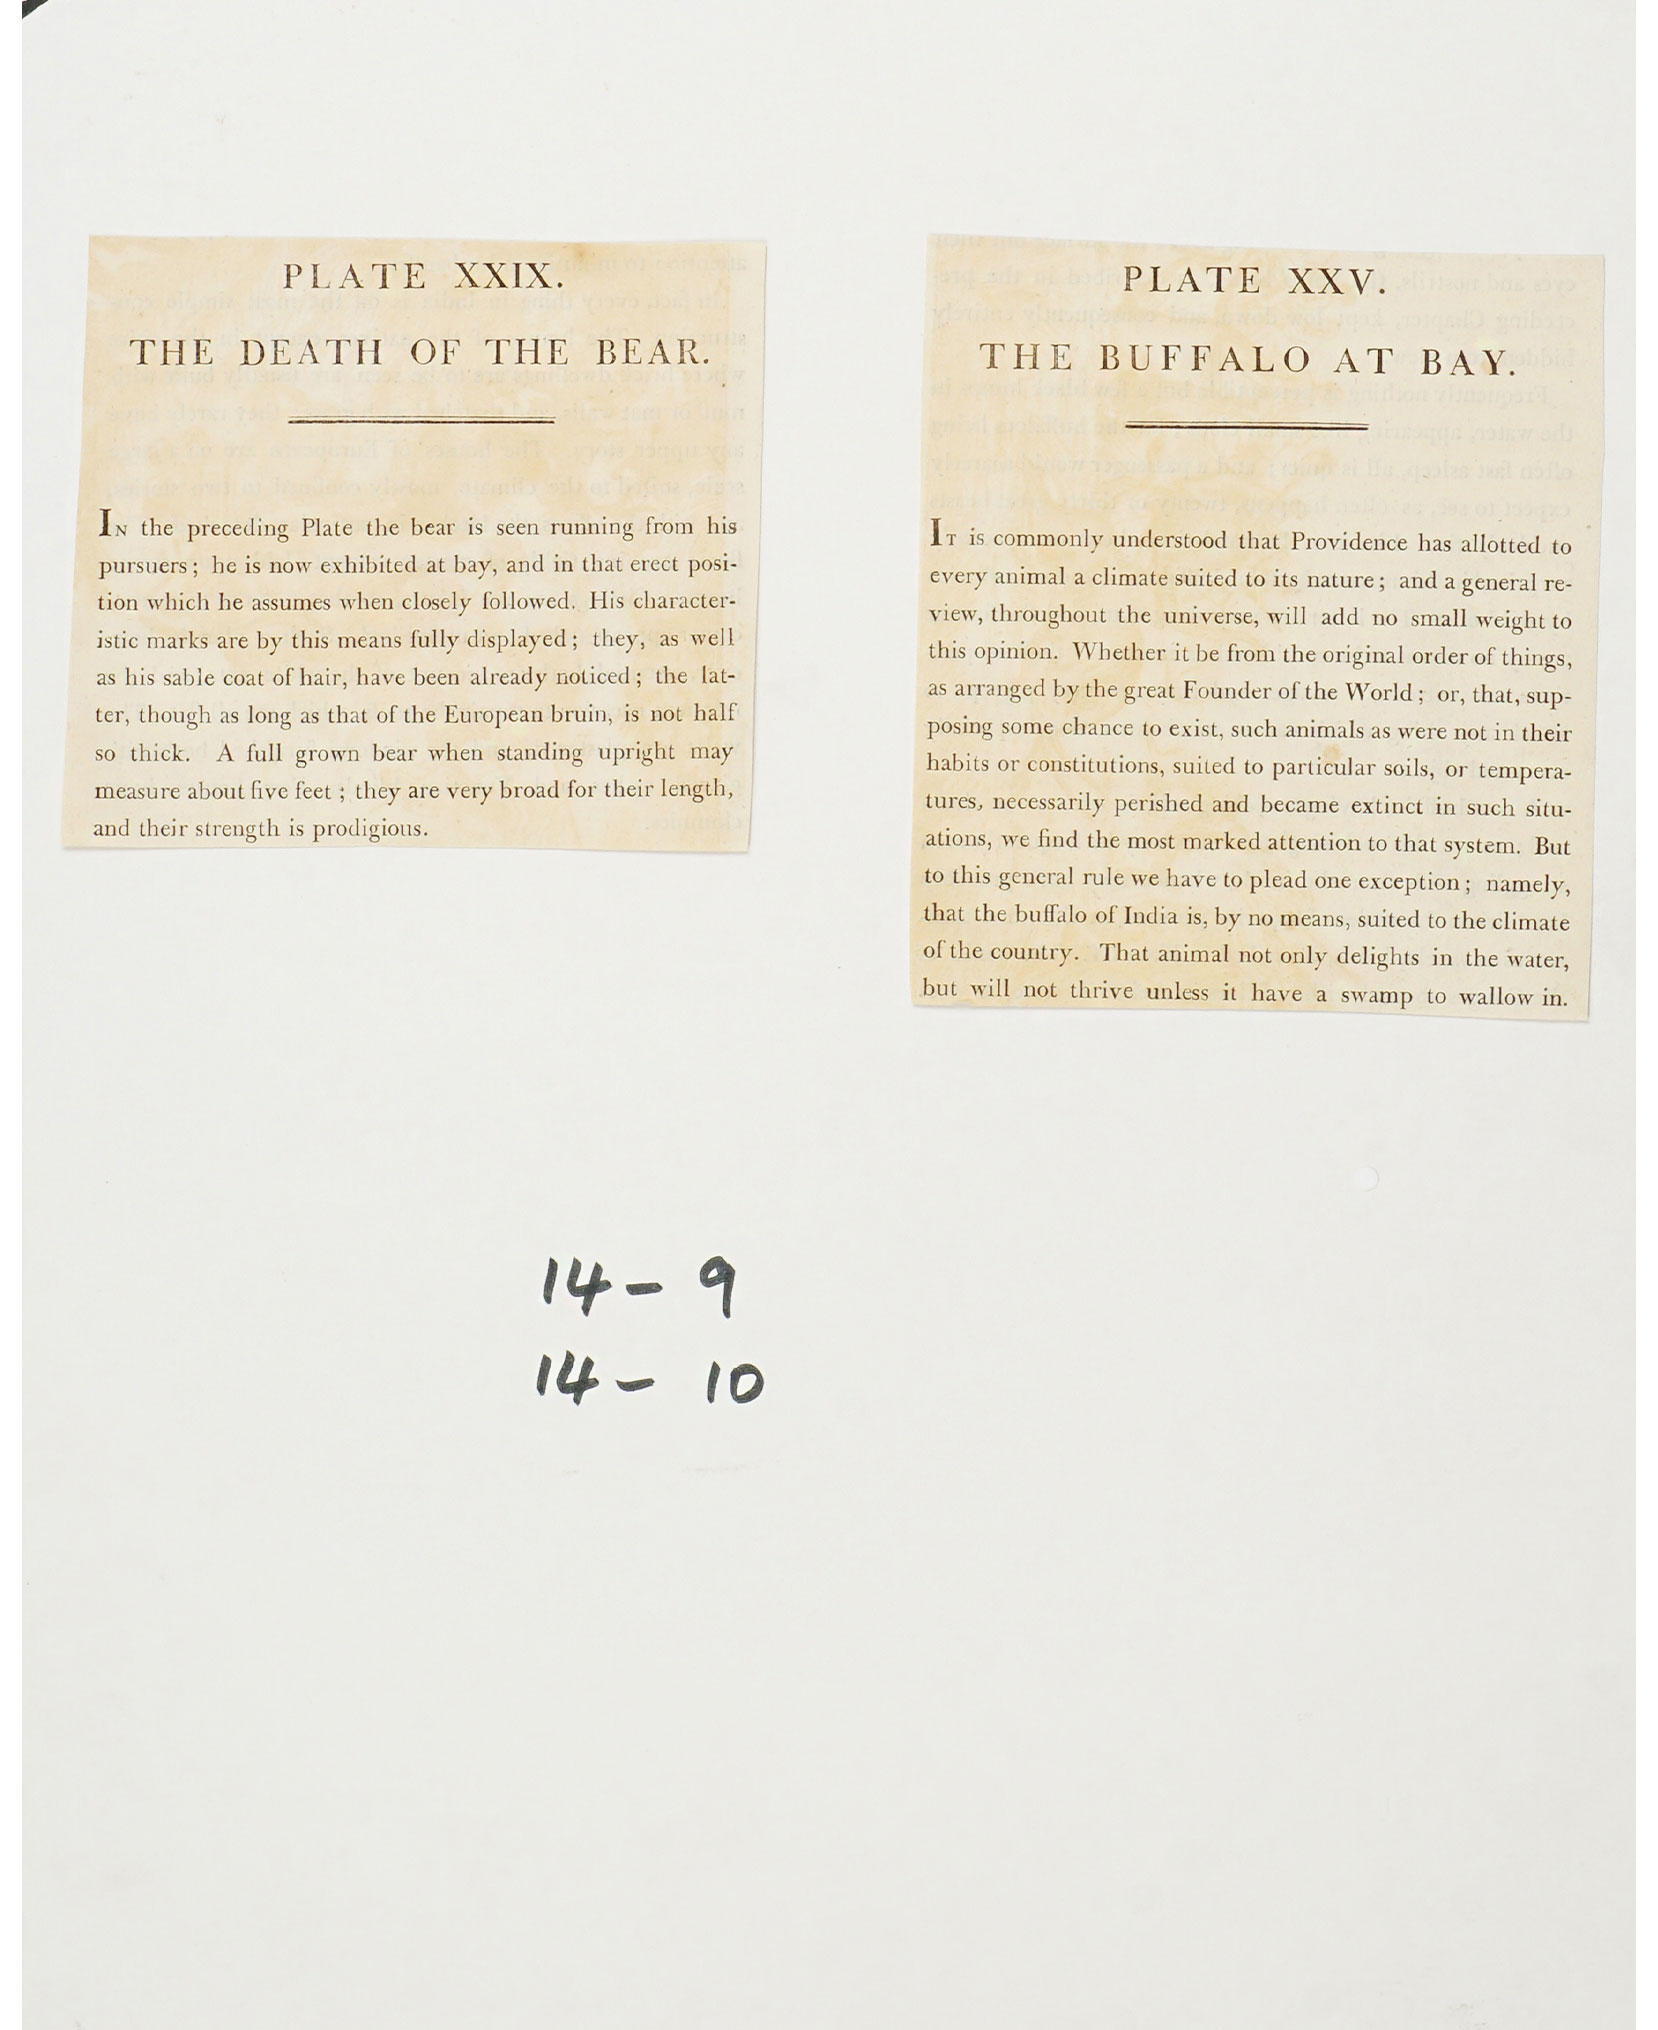 PLATE XXIX.
THE DEATH OF THE BEAR.
IN the preceding Plate the bear is seen running from his
pursuers; he is now exhibited at bay, and in that erect posi-
tion which he assumes when closely followed. His character-
istic marks are by this means fully displayed; they, as well
as his sable coat of hair, have been already noticed; the lat-
ter, though as long as that of the European bruin, is not half
so thick. A full grown bear when standing upright may
measure about five feet; they are very broad for their length,
and their strength is prodigious.
PLATE XXV.
THE BUFFALO AT BAY.
IT is commonly understood that Providence has allotted to
every animal a climate suited to its nature; and a general re-
view, throughout the universe, will add no small weight to
this opinion. Whether it be from the original order of things,
as arranged by the great Founder of the World; or, that, sup-
posing some chance to exist, such animals as were not in their
habits or constitutions, suited to particular soils, or tempera-
tures, necessarily perished and became extinct in such situ-
ations, we find the most marked attention to that system. But
to this general rule we have to plead one exception; namely,
that the buffalo of India is, by no means, suited to the climate
of the country. That animal not only delights in the water,
but will not thrive unless it have a swamp to wallow in.
14 - 9
14 - 10